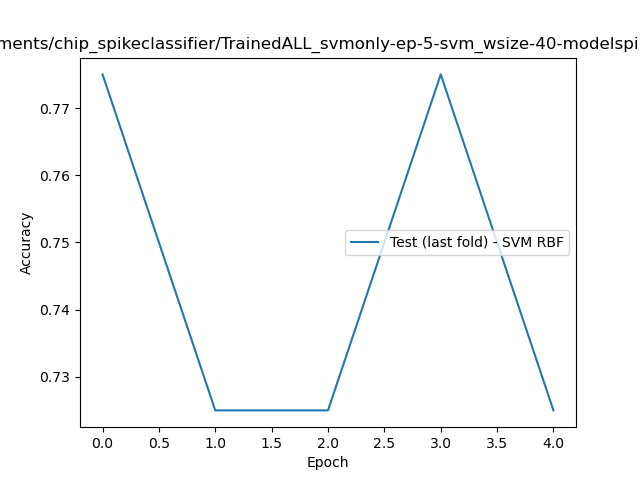 ments/chip_spikeclassifier/TrainedALL_svmonly-ep-5-svm_wsize-40-modelspi
0.77
0.76
0.75
0.74
0.73
Accuracy
Test (last fold) - SVM RBF
0.0 0.5 1.0 1.5 2.0 2.5 3.0 3.5 4.0
Epoch